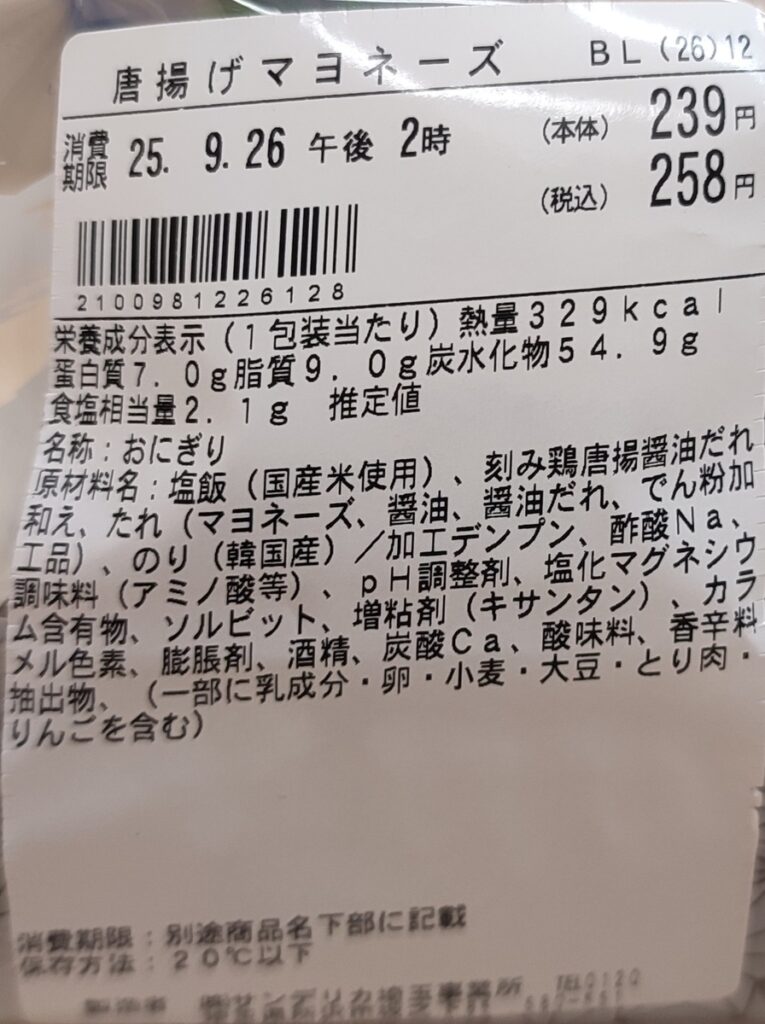 唐揚げマヨネーズ BL(26)12
消費期限 25. 9.26 午後 2時
(本体) 239円
(税込) 258円
2100981226128
栄養成分表示(1包装当たり)熱量329kcal
蛋白質7.0g脂質9.0g炭水化物54.9g
食塩相当量2.1g 推定値
名称:おにぎり
原材料名:塩飯(国産米使用)、刻み鶏唐揚醤油だれ
和え、たれ(マヨネーズ、醤油、醤油だれ、でん粉加
工品)、のり(韓国産)/加工デンプン、酢酸Na、
調味料(アミノ酸等)、pH調整剤、塩化マグネシウ
ム含有物、ソルビット、増粘剤(キサンタン)、カラ
メル色素、膨脹剤、酒精、炭酸Ca、酸味料、香辛料
抽出物、(一部に乳成分・卵・小麦・大豆・とり肉・
りんごを含む)
消費期限:別途商品名下部に記載
保存方法:20℃以下